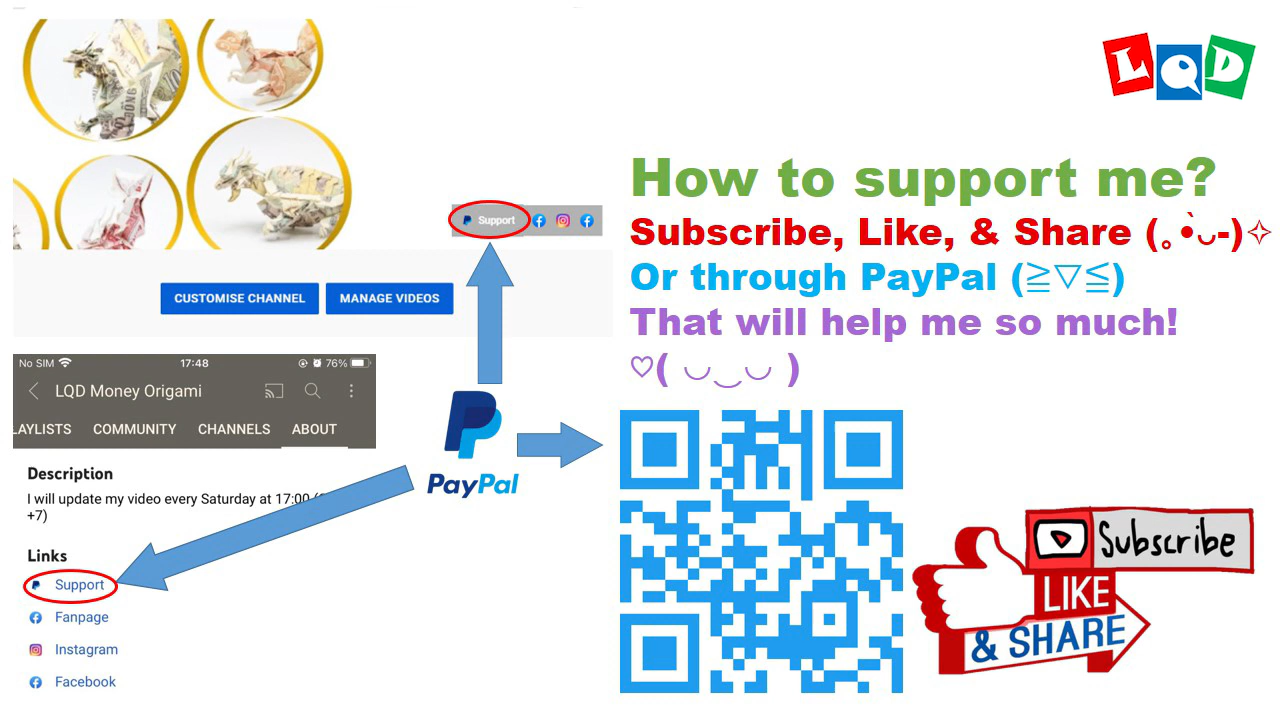 LQD
How to support me?
Subscribe, Like, & Share (｡•̀ᴗ-)✧
Or through PayPal (≧▽≦)
That will help me so much!
♡( ◡‿◡ )
ĐỒNG
Support
CUSTOMISE CHANNEL
MANAGE VIDEOS
No SIM 17:48 76%
LQD Money Origami
LAYLISTS COMMUNITY CHANNELS ABOUT
Description
I will update my video every Saturday at 17:00
+7)
Links
Support
Fanpage
Instagram
Facebook
PayPal
Subscribe
LIKE
& SHARE